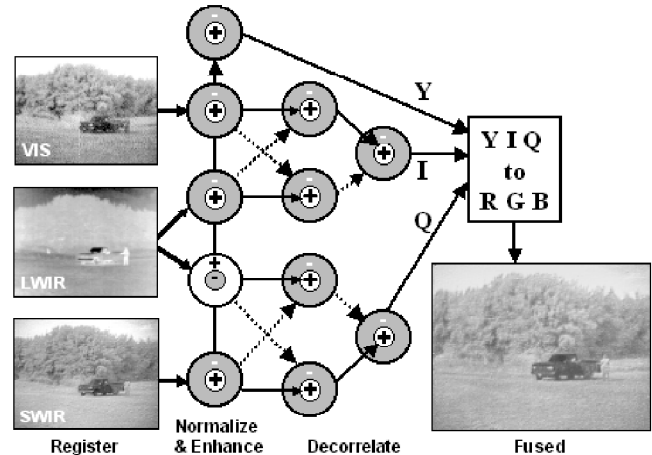 VIS
LWIR
SWIR
Y
I
Q
Y I Q
to
R G B
Register
Normalize
& Enhance
Decorrelate
Fused